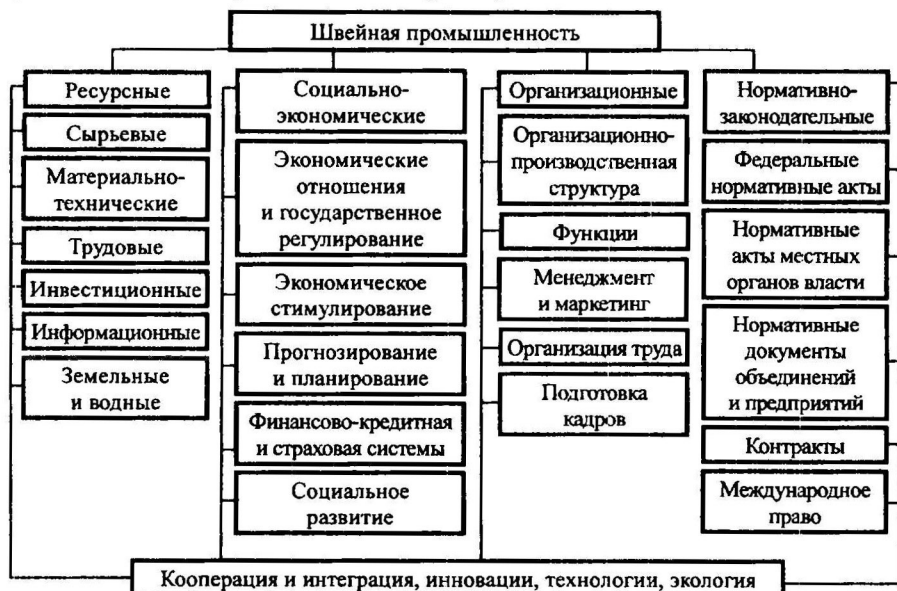 Швейная промышленность
Ресурсные
Сырьевые
Материально-
технические
Трудовые
Инвестиционные
Информационные
Земельные
и водные
Социально-
экономические
Экономические
отношения
и государственное
регулирование
Экономическое
стимулирование
Прогнозирование
и планирование
Финансово-кредитная
и страховая системы
Социальное
развитие
Организационные
Организационно-
производственная
структура
Функции
Менеджмент
и маркетинг
Организация труда
Подготовка
кадров
Нормативно-
законодательные
Федеральные
нормативные акты
Нормативные
акты местных
органов власти
Нормативные
документы
объединений
и предприятий
Контракты
Международное
право
Кооперация и интеграция, инновации, технологии, экология